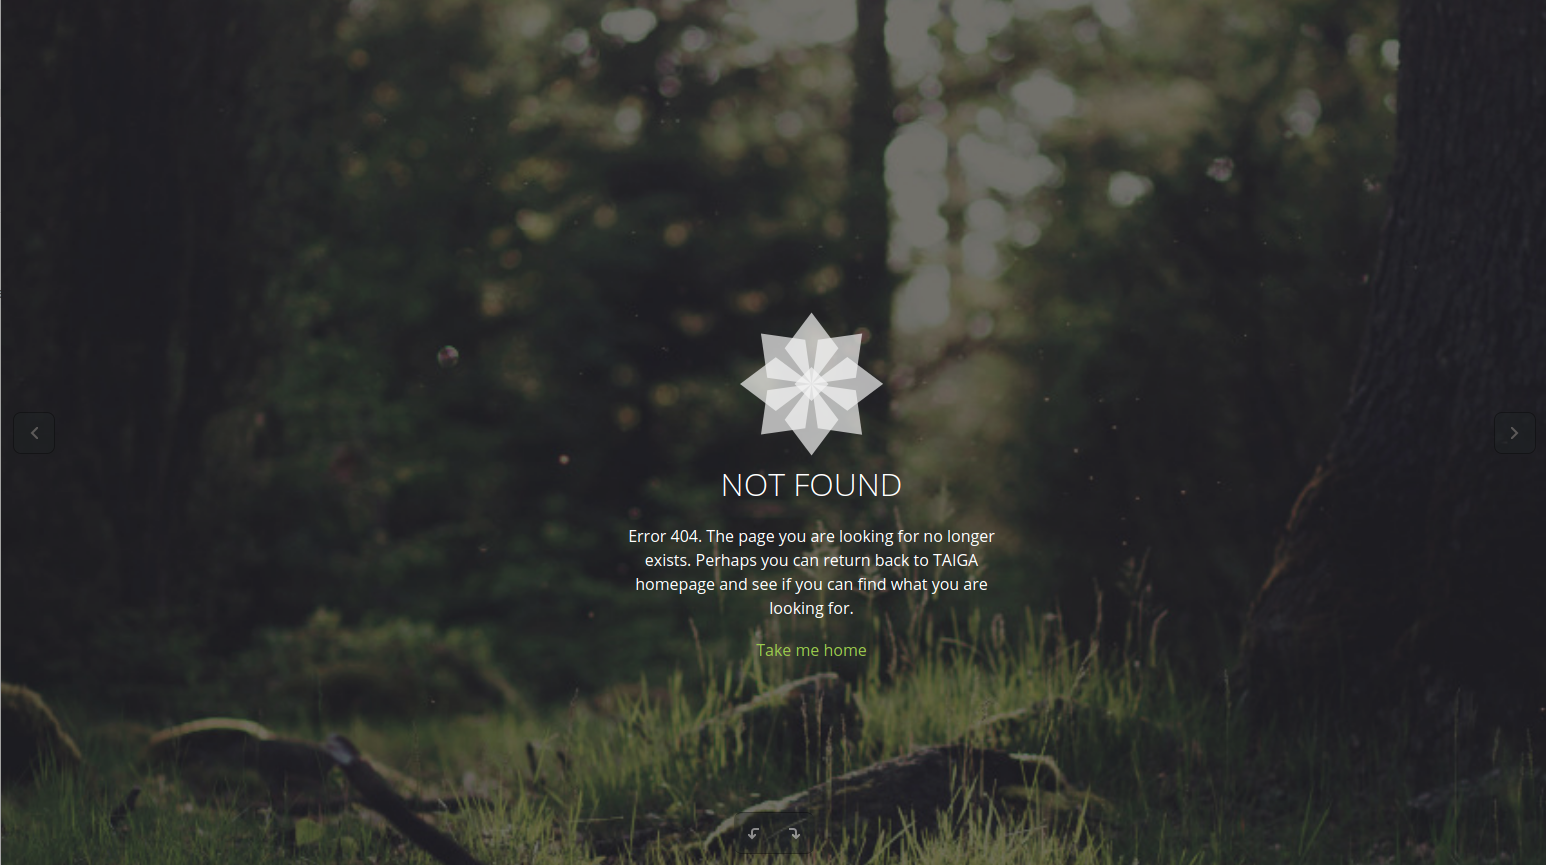 NOT FOUND
Error 404. The page you are looking for no longer
exists. Perhaps you can return back to TAIGA
homepage and see if you can find what you are
looking for.
Take me home